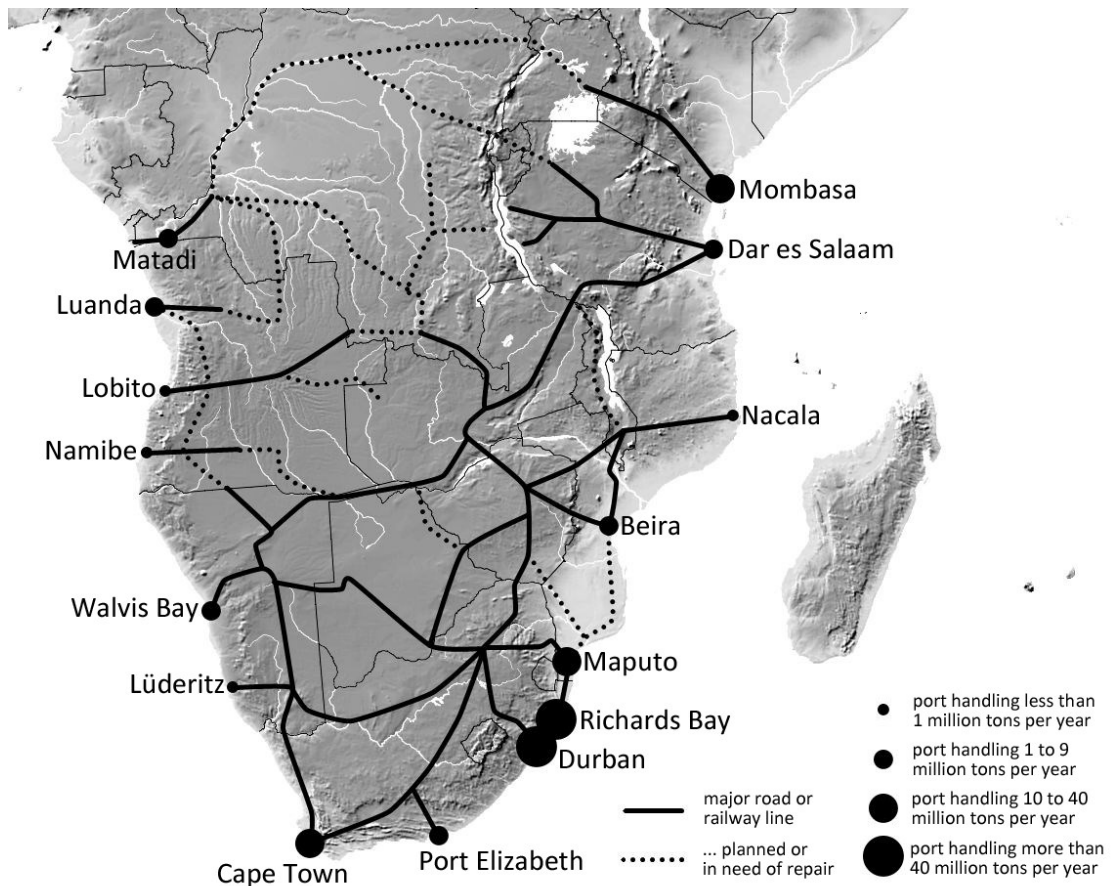 Mombasa
Dar es Salaam
Matadi
Luanda
Lobito
Nacala
Namibe
Beira
Walvis Bay
Maputo
Lüderitz
Richards Bay
Durban
Port Elizabeth
Cape Town
major road or
railway line
... planned or
in need of repair
port handling less than
1 million tons per year
port handling 1 to 9
million tons per year
port handling 10 to 40
million tons per year
port handling more than
40 million tons per year